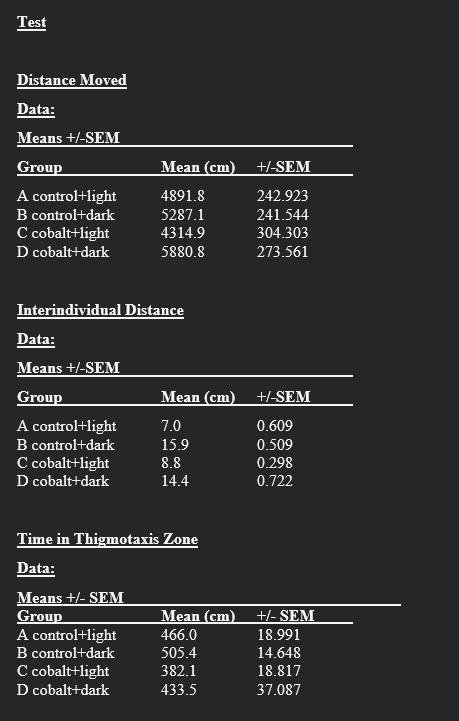 Test
Distance Moved
Data:
Means +/-SEM
Group Mean (cm) +/-SEM
A control+light 4891.8 242.923
B control+dark 5287.1 241.544
C cobalt+light 4314.9 304.303
D cobalt+dark 5880.8 273.561
Interindividual Distance
Data:
Means +/-SEM
Group Mean (cm) +/-SEM
A control+light 7.0 0.609
B control+dark 15.9 0.509
C cobalt+light 8.8 0.298
D cobalt+dark 14.4 0.722
Time in Thigmotaxis Zone
Data:
Means +/- SEM
Group Mean (cm) +/- SEM
A control+light 466.0 18.991
B control+dark 505.4 14.648
C cobalt+light 382.1 18.817
D cobalt+dark 433.5 37.087